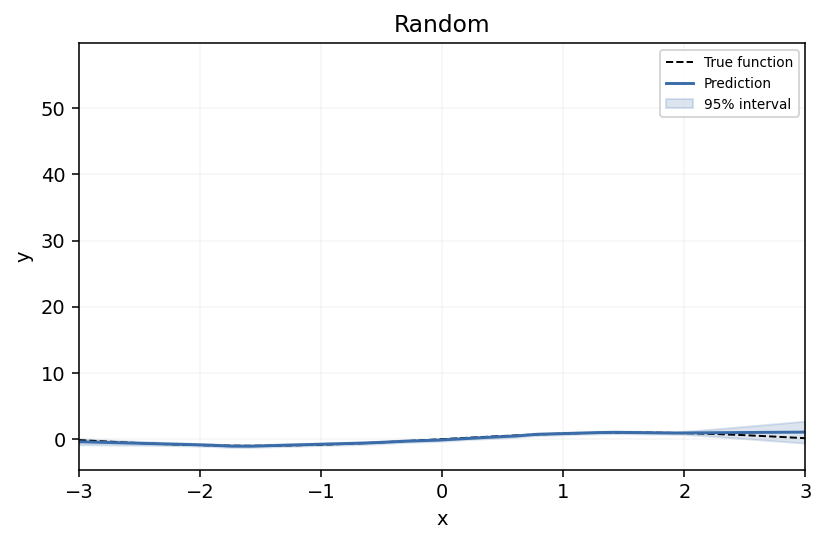 Random
True function
Prediction
95% interval
50
40
30
20
10
0
y
−3
−2
−1
0
1
2
3
x